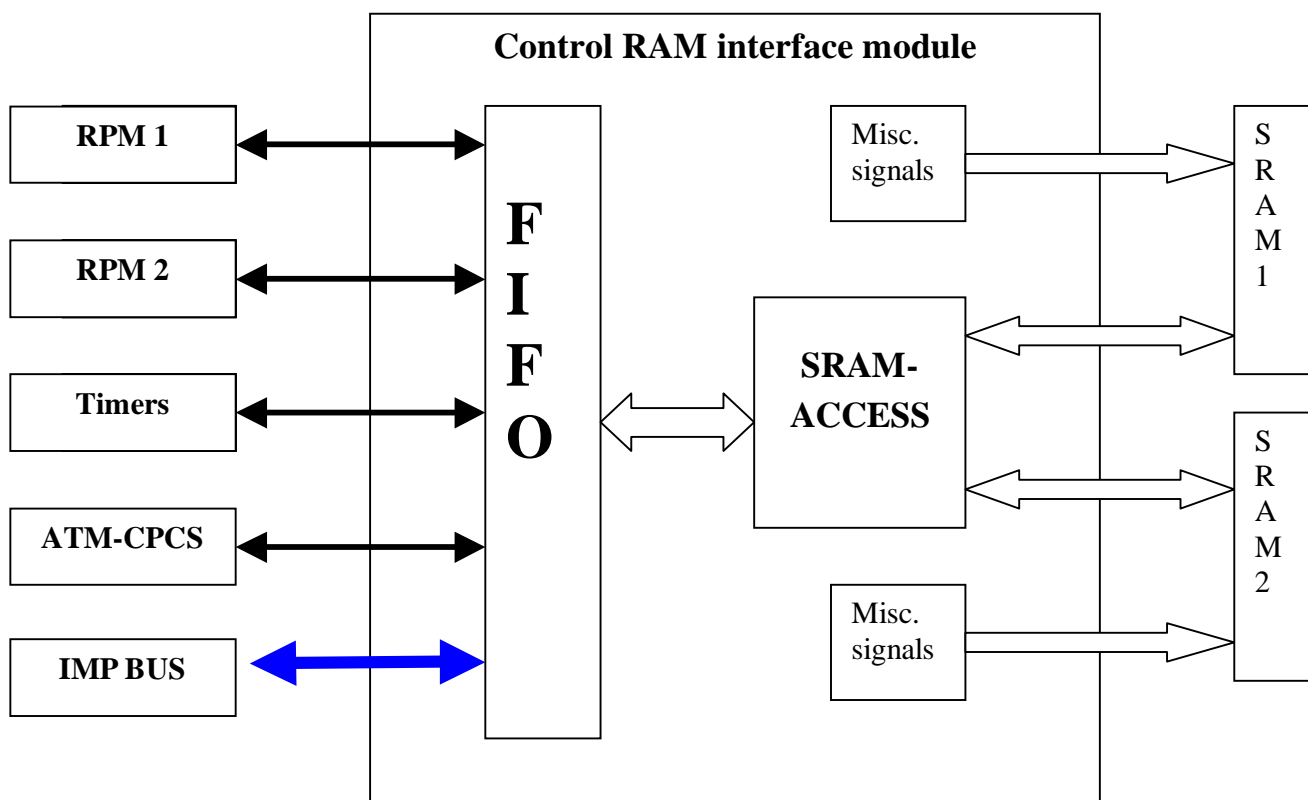 Control RAM interface module
RPM 1
RPM 2
Timers
ATM-CPCS
IMP BUS
F
I
F
O
Misc.
signals
SRAM-
ACCESS
Misc.
signals
S
R
A
M
1
S
R
A
M
2